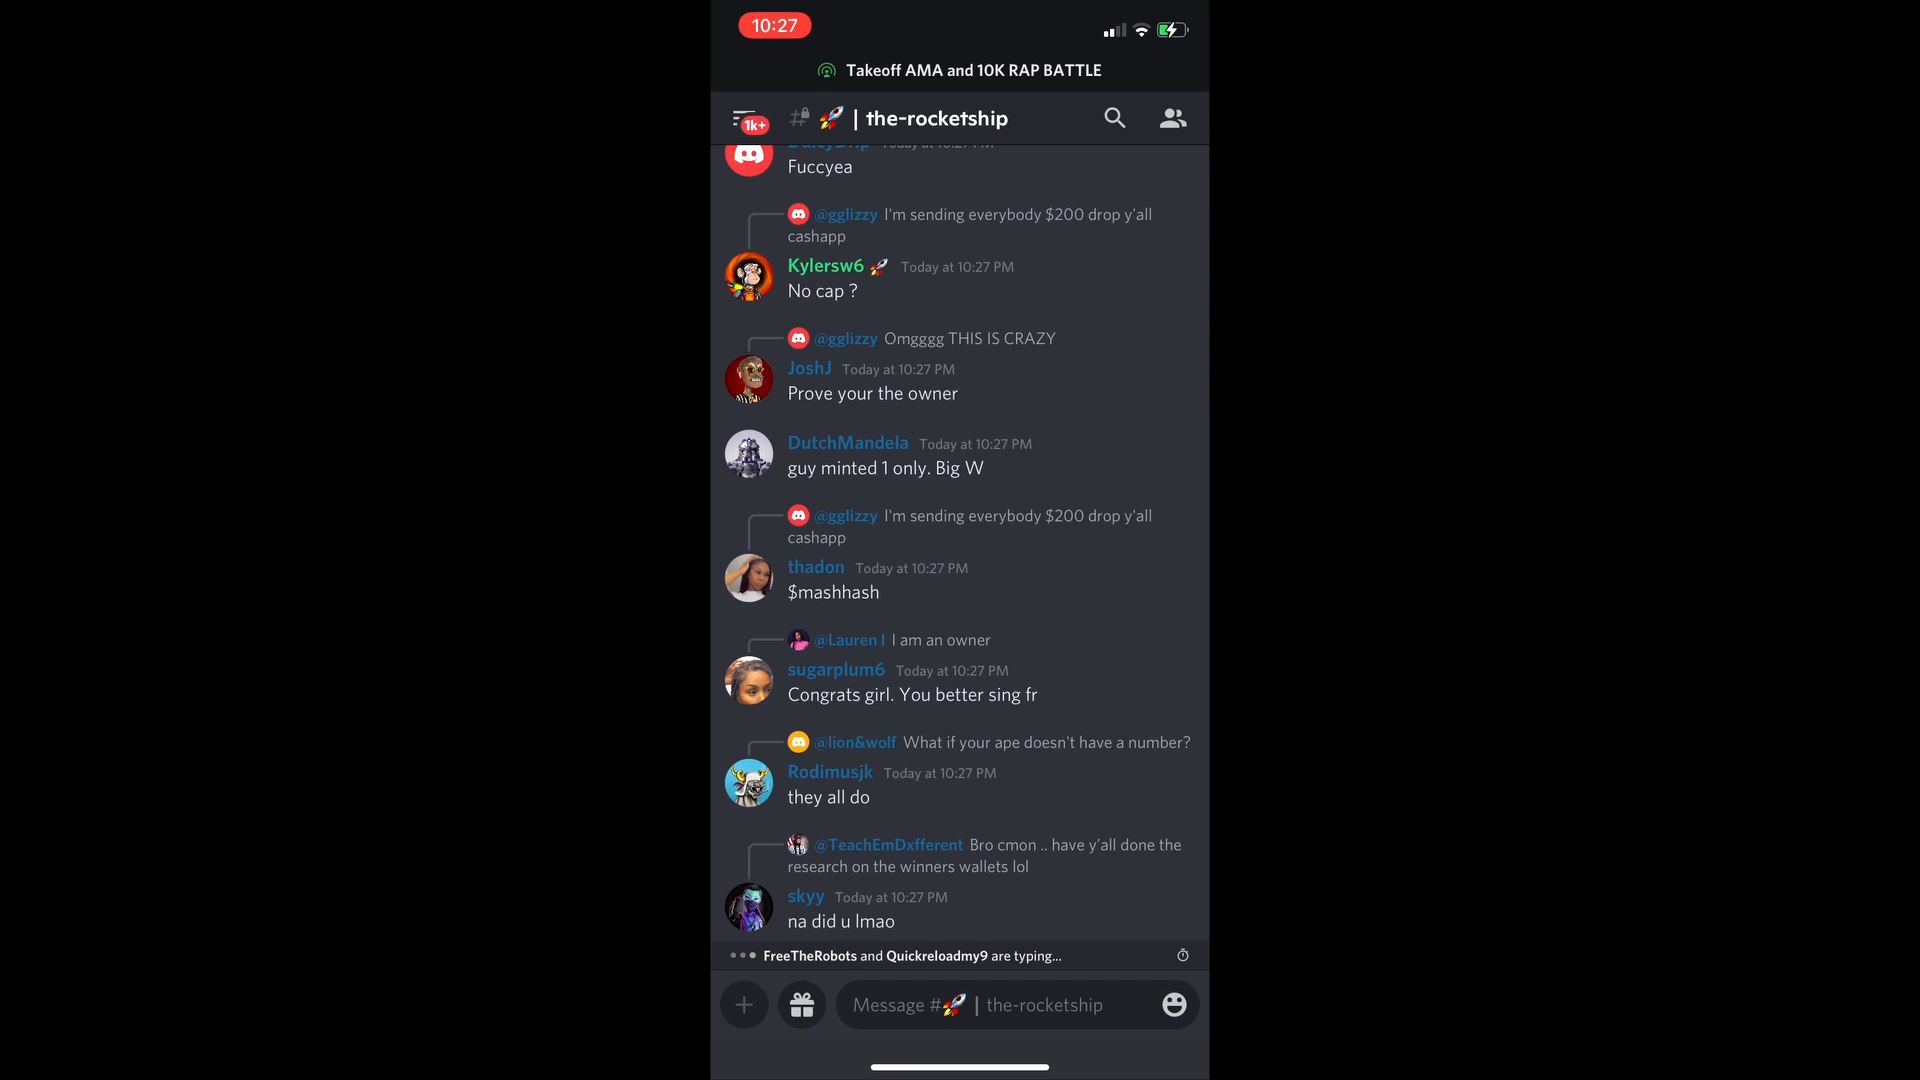 10:27
Takeoff AMA and 10K RAP BATTLE
1k+
# 🚀 | the-rocketship
Today at 10:27 PM
Fuccyea
@gglizzy I'm sending everybody $200 drop y'all
cashapp
Kylersw6 🚀 Today at 10:27 PM
No cap ?
@gglizzy Omgggg THIS IS CRAZY
JoshJ Today at 10:27 PM
Prove your the owner
DutchMandela Today at 10:27 PM
guy minted 1 only. Big W
@gglizzy I'm sending everybody $200 drop y'all
cashapp
thadon Today at 10:27 PM
$mashhash
@Lauren I I am an owner
sugarplum6 Today at 10:27 PM
Congrats girl. You better sing fr
@lion&wolf What if your ape doesn't have a number?
Rodimusjk Today at 10:27 PM
they all do
@TeachEmDxfferent Bro cmon .. have y’all done the
research on the winners wallets lol
skyy Today at 10:27 PM
na did u lmao
FreeTheRobots and Quickreloadmy9 are typing...
Message #🚀 | the-rocketship